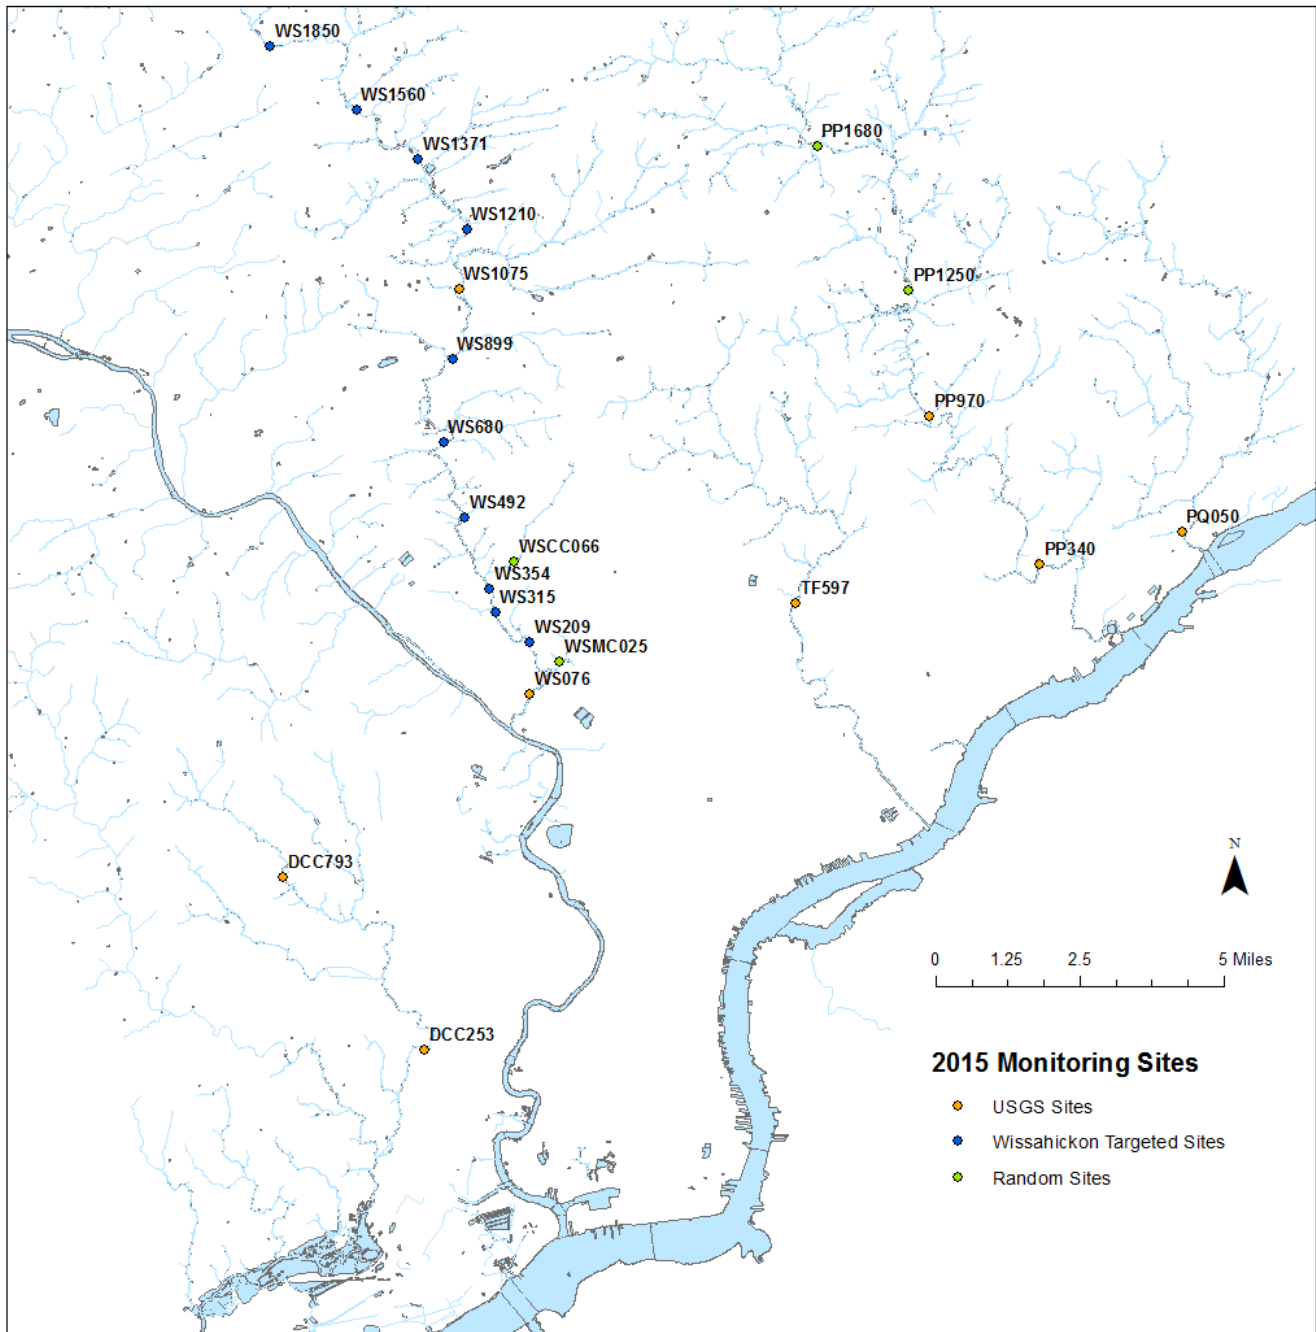 WS1850
WS1560
PP1680
WS1371
WS1210
WS1075
PP1250
WS899
PP970
WS680
WS492
PQ050
WSCC066
PP340
WS354
TF597
WS315
WS209
WSMC025
WS076
N
DCC793
0 1.25 2.5 5 Miles
DCC253
2015 Monitoring Sites
USGS Sites
Wissahickon Targeted Sites
Random Sites